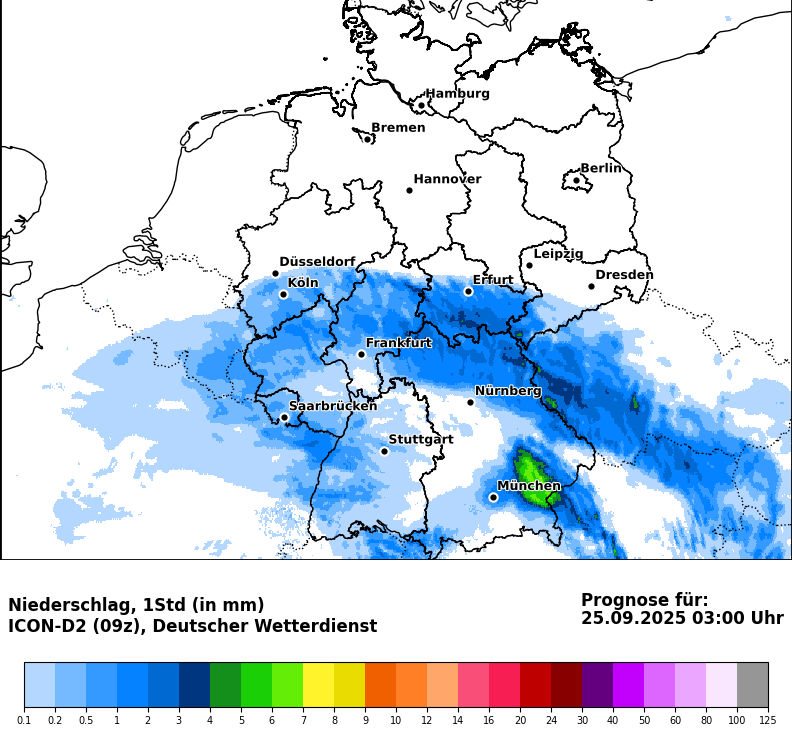 Hamburg
Bremen
Berlin
Hannover
Leipzig
Düsseldorf
Dresden
Köln
Erfurt
Frankfurt
Nürnberg
Saarbrücken
Stuttgart
München
Niederschlag, 1Std (in mm)
ICON-D2 (09z), Deutscher Wetterdienst
Prognose für:
25.09.2025 03:00 Uhr
0.1 0.2 0.5 1 2 3 4 5 6 7 8 9 10 12 14 16 20 24 30 40 50 60 80 100 125